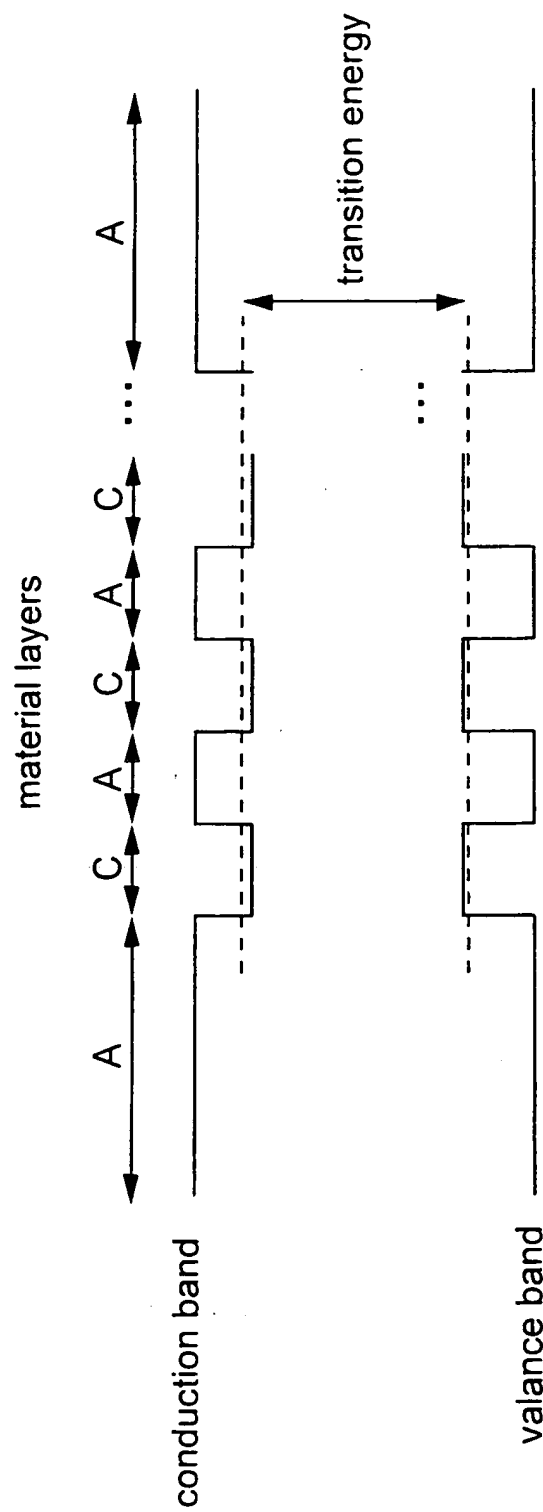 material layers
A
C
A
C
A
C
...
A
conduction band
transition energy
...
valance band